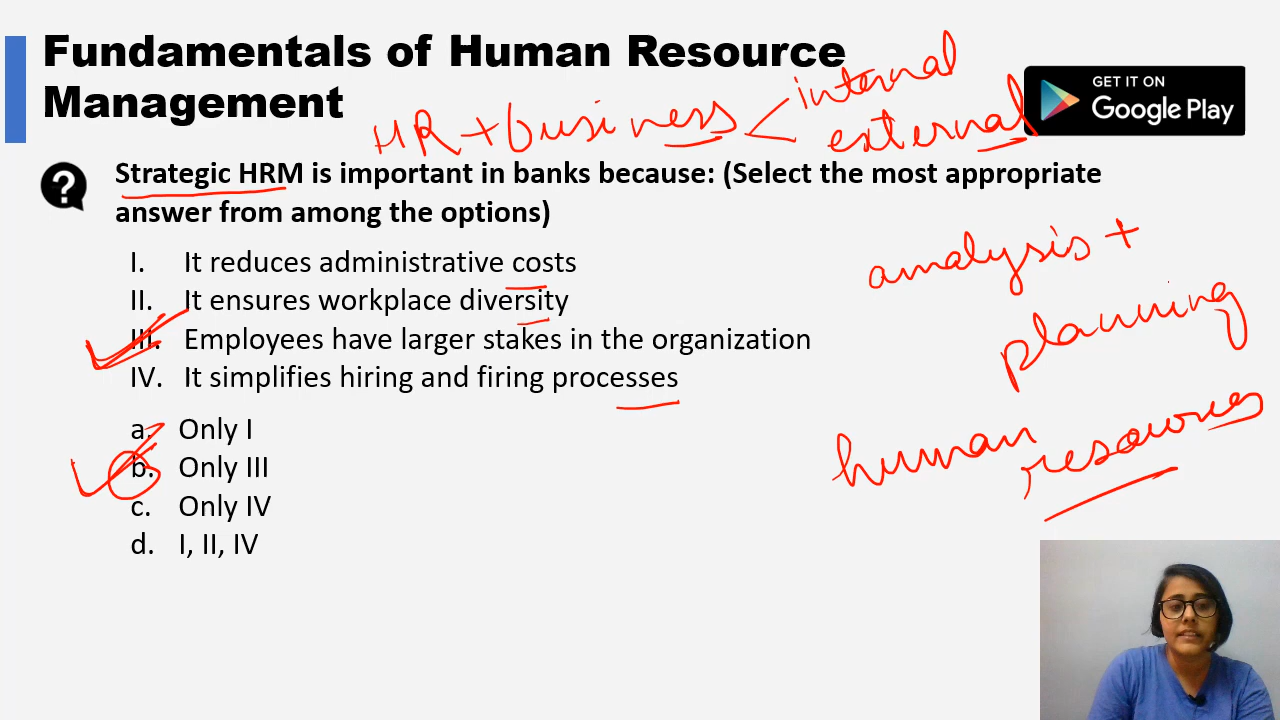 Fundamentals of Human Resource
Management
HR + business < internal
external
GET IT ON
Google Play
Strategic HRM is important in banks because: (Select the most appropriate
answer from among the options)
I. It reduces administrative costs
II. It ensures workplace diversity
III. Employees have larger stakes in the organization
IV. It simplifies hiring and firing processes
a. Only I
b. Only III
c. Only IV
d. I, II, IV
analysis +
planning
human
resources